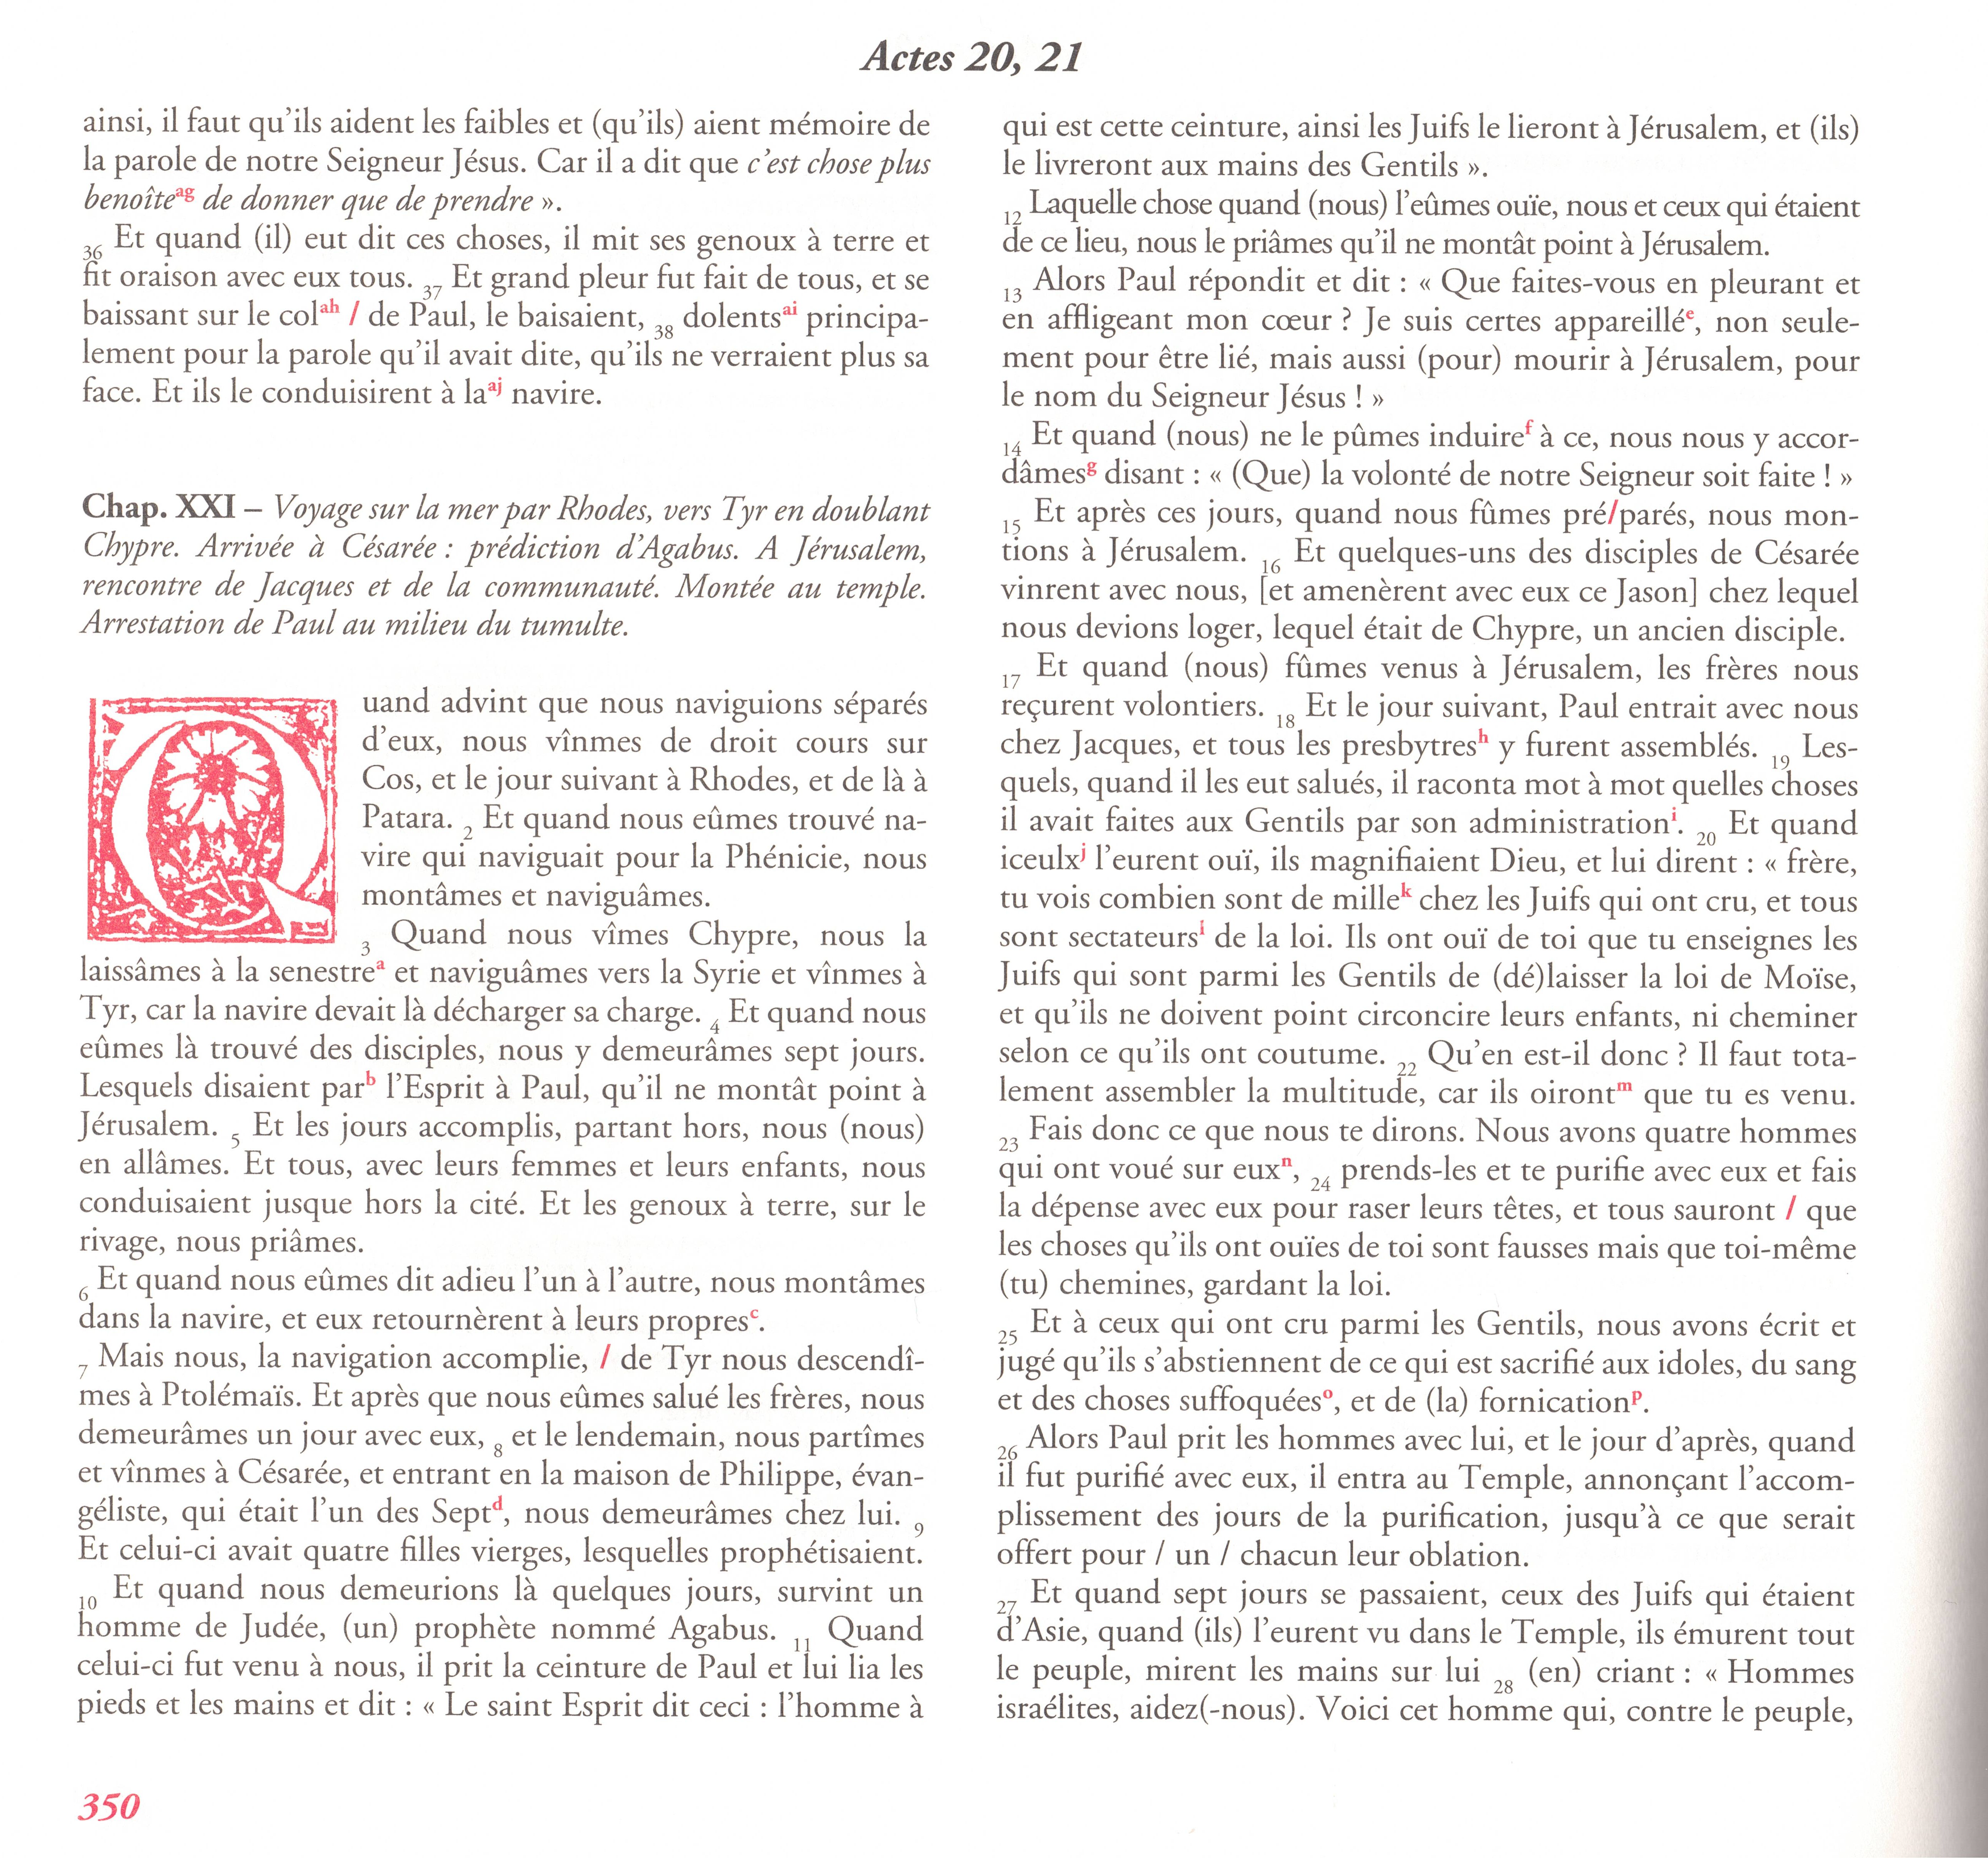 Actes 20, 21
ainsi, il faut qu’ils aident les faibles et (qu’ils) aient mémoire de
la parole de notre Seigneur Jésus. Car il a dit que c’est chose plus
benoîteag de donner que de prendre ».
36 Et quand (il) eut dit ces choses, il mit ses genoux à terre et
fit oraison avec eux tous. 37 Et grand pleur fut fait de tous, et se
baissant sur le colah / de Paul, le baisaient, 38 dolentsai principa-
lement pour la parole qu’il avait dite, qu’ils ne verraient plus sa
face. Et ils le conduisirent à laaj navire.
Chap. XXI – Voyage sur la mer par Rhodes, vers Tyr en doublant
Chypre. Arrivée à Césarée : prédiction d’Agabus. A Jérusalem,
rencontre de Jacques et de la communauté. Montée au temple.
Arrestation de Paul au milieu du tumulte.
Quand advint que nous naviguions séparés
d’eux, nous vînmes de droit cours sur
Cos, et le jour suivant à Rhodes, et de là à
Patara. 2 Et quand nous eûmes trouvé na-
vire qui naviguait pour la Phénicie, nous
montâmes et naviguâmes.
3 Quand nous vîmes Chypre, nous la
laissâmes à la senestrea et naviguâmes vers la Syrie et vînmes à
Tyr, car la navire devait là décharger sa charge. 4 Et quand nous
eûmes là trouvé des disciples, nous y demeurâmes sept jours.
Lesquels disaient parb l’Esprit à Paul, qu’il ne montât point à
Jérusalem. 5 Et les jours accomplis, partant hors, nous (nous)
en allâmes. Et tous, avec leurs femmes et leurs enfants, nous
conduisaient jusque hors la cité. Et les genoux à terre, sur le
rivage, nous priâmes.
6 Et quand nous eûmes dit adieu l’un à l’autre, nous montâmes
dans la navire, et eux retournèrent à leurs propresc.
7 Mais nous, la navigation accomplie, / de Tyr nous descendî-
mes à Ptolémaïs. Et après que nous eûmes salué les frères, nous
demeurâmes un jour avec eux, 8 et le lendemain, nous partîmes
et vînmes à Césarée, et entrant en la maison de Philippe, évan-
géliste, qui était l’un des Septd, nous demeurâmes chez lui. 9
Et celui-ci avait quatre filles vierges, lesquelles prophétisaient.
10 Et quand nous demeurions là quelques jours, survint un
homme de Judée, (un) prophète nommé Agabus. 11 Quand
celui-ci fut venu à nous, il prit la ceinture de Paul et lui lia les
pieds et les mains et dit : « Le saint Esprit dit ceci : l’homme à
qui est cette ceinture, ainsi les Juifs le lieront à Jérusalem, et (ils)
le livreront aux mains des Gentils ».
12 Laquelle chose quand (nous) l’eûmes ouïe, nous et ceux qui étaient
de ce lieu, nous le priâmes qu’il ne montât point à Jérusalem.
13 Alors Paul répondit et dit : « Que faites-vous en pleurant et
en affligeant mon cœur ? Je suis certes appareillée, non seule-
ment pour être lié, mais aussi (pour) mourir à Jérusalem, pour
le nom du Seigneur Jésus ! »
14 Et quand (nous) ne le pûmes induiref à ce, nous nous y accor-
dâmesg disant : « (Que) la volonté de notre Seigneur soit faite ! »
15 Et après ces jours, quand nous fûmes pré/parés, nous mon-
tions à Jérusalem. 16 Et quelques-uns des disciples de Césarée
vinrent avec nous, [et amenèrent avec eux ce Jason] chez lequel
nous devions loger, lequel était de Chypre, un ancien disciple.
17 Et quand (nous) fûmes venus à Jérusalem, les frères nous
reçurent volontiers. 18 Et le jour suivant, Paul entrait avec nous
chez Jacques, et tous les presbytresh y furent assemblés. 19 Les-
quels, quand il les eut salués, il raconta mot à mot quelles choses
il avait faites aux Gentils par son administrationi. 20 Et quand
iceulxj l’eurent ouï, ils magnifiaient Dieu, et lui dirent : « frère,
tu vois combien sont de millek chez les Juifs qui ont cru, et tous
sont sectateursi de la loi. Ils ont ouï de toi que tu enseignes les
Juifs qui sont parmi les Gentils de (dé)laisser la loi de Moïse,
et qu’ils ne doivent point circoncire leurs enfants, ni cheminer
selon ce qu’ils ont coutume. 22 Qu’en est-il donc ? Il faut tota-
lement assembler la multitude, car ils oirontm que tu es venu.
23 Fais donc ce que nous te dirons. Nous avons quatre hommes
qui ont voué sur euxn, 24 prends-les et te purifie avec eux et fais
la dépense avec eux pour raser leurs têtes, et tous sauront / que
les choses qu’ils ont ouïes de toi sont fausses mais que toi-même
(tu) chemines, gardant la loi.
25 Et à ceux qui ont cru parmi les Gentils, nous avons écrit et
jugé qu’ils s’abstiennent de ce qui est sacrifié aux idoles, du sang
et des choses suffoquéeso, et de (la) fornicationp.
26 Alors Paul prit les hommes avec lui, et le jour d’après, quand
il fut purifié avec eux, il entra au Temple, annonçant l’accom-
plissement des jours de la purification, jusqu’à ce que serait
offert pour / un / chacun leur oblation.
27 Et quand sept jours se passaient, ceux des Juifs qui étaient
d’Asie, quand (ils) l’eurent vu dans le Temple, ils émurent tout
le peuple, mirent les mains sur lui 28 (en) criant : « Hommes
israélites, aidez(-nous). Voici cet homme qui, contre le peuple,
350